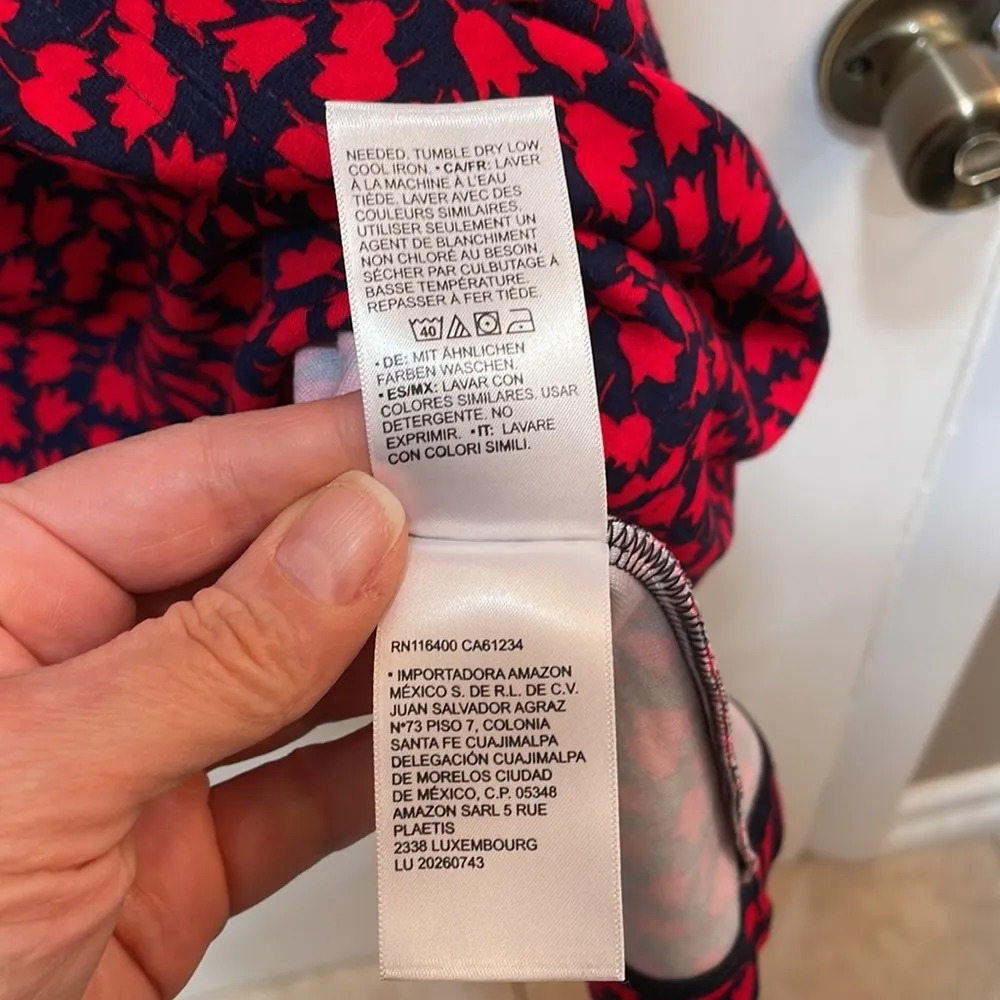 NEEDED. TUMBLE DRY LOW.
COOL IRON. • CA/FR: LAVER
À LA MACHINE À L'EAU
TIÈDE. LAVER AVEC DES
COULEURS SIMILAIRES.
UTILISER SEULEMENT UN
AGENT DE BLANCHIMENT
NON CHLORÉ AU BESOIN.
SÉCHER PAR CULBUTAGE À
BASSE TEMPÉRATURE.
REPASSER À FER TIÈDE.
40
• DE: MIT ÄHNLICHEN
FARBEN WASCHEN.
• ES/MX: LAVAR CON
COLORES SIMILARES. USAR
DETERGENTE. NO
EXPRIMIR. • IT: LAVARE
CON COLORI SIMILI.
RN116400 CA61234
• IMPORTADORA AMAZON
MÉXICO S. DE R.L. DE C.V.
JUAN SALVADOR AGRAZ
N°73 PISO 7, COLONIA
SANTA FE CUAJIMALPA
DELEGACIÓN CUAJIMALPA
DE MORELOS CIUDAD
DE MÉXICO, C.P. 05348
AMAZON SARL 5 RUE
PLAETIS
2338 LUXEMBOURG
LU 20260743